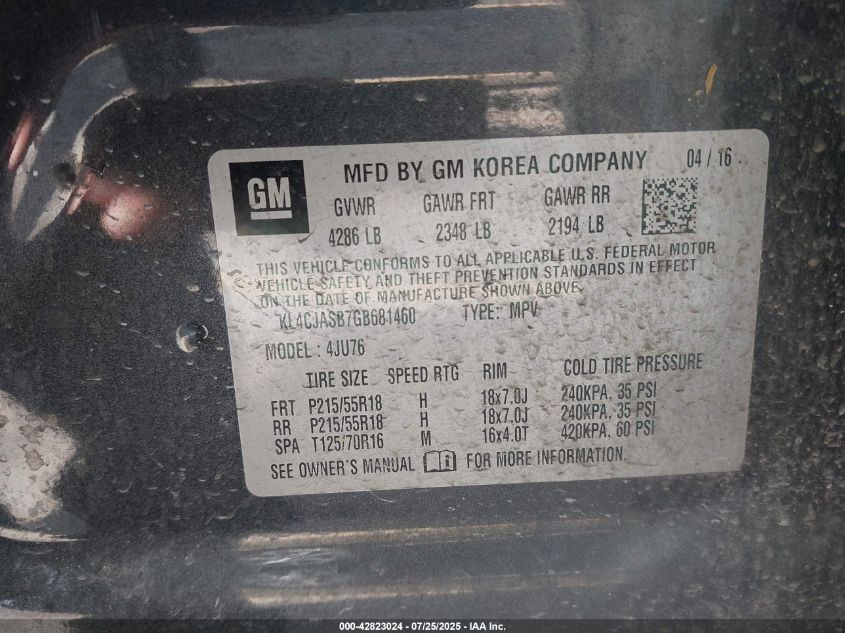 GM
MFD BY GM KOREA COMPANY 04 / 16
GVWR GAWR FRT GAWR RR
4286 LB 2348 LB 2194 LB
THIS VEHICLE CONFORMS TO ALL APPLICABLE U.S. FEDERAL MOTOR
VEHICLE SAFETY AND THEFT PREVENTION STANDARDS IN EFFECT
ON THE DATE OF MANUFACTURE SHOWN ABOVE.
KL4CJASB7GB681460 TYPE: MPV
MODEL : 4JU76
TIRE SIZE SPEED RTG RIM COLD TIRE PRESSURE
FRT P215/55R18 H 18x7.0J 240KPA, 35 PSI
RR P215/55R18 H 18x7.0J 240KPA, 35 PSI
SPA T125/70R16 M 16x4.0T 420KPA, 60 PSI
SEE OWNER'S MANUAL FOR MORE INFORMATION.
000-42823024 - 07/25/2025 - IAA Inc.